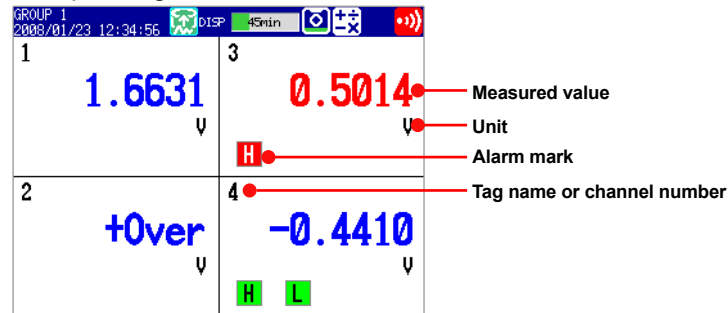 GROUP 1
2008/01/23 12:34:56
DISP
45min
1
1.6631
V
3
0.5014
V
H
2
+Over
V
4
-0.4410
V
H L
Measured value
Unit
Alarm mark
Tag name or channel number